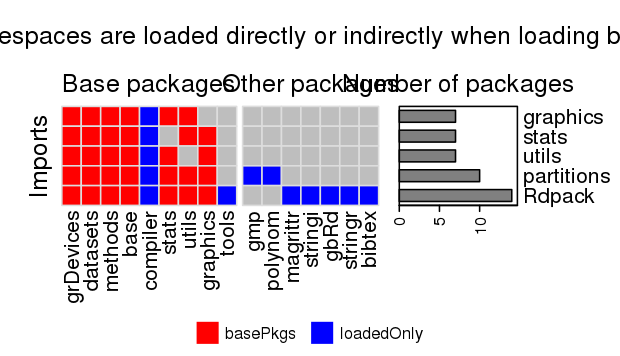 espaces are loaded directly or indirectly when loading b
Base packages Other packages Number of packages
Imports
graphics
stats
utils
partitions
Rdpack
0 5 10
grDevices datasets methods base compiler stats utils graphics tools gmp polynom magrittr stringi gbRd stringr bibtex
basePkgs loadedOnly